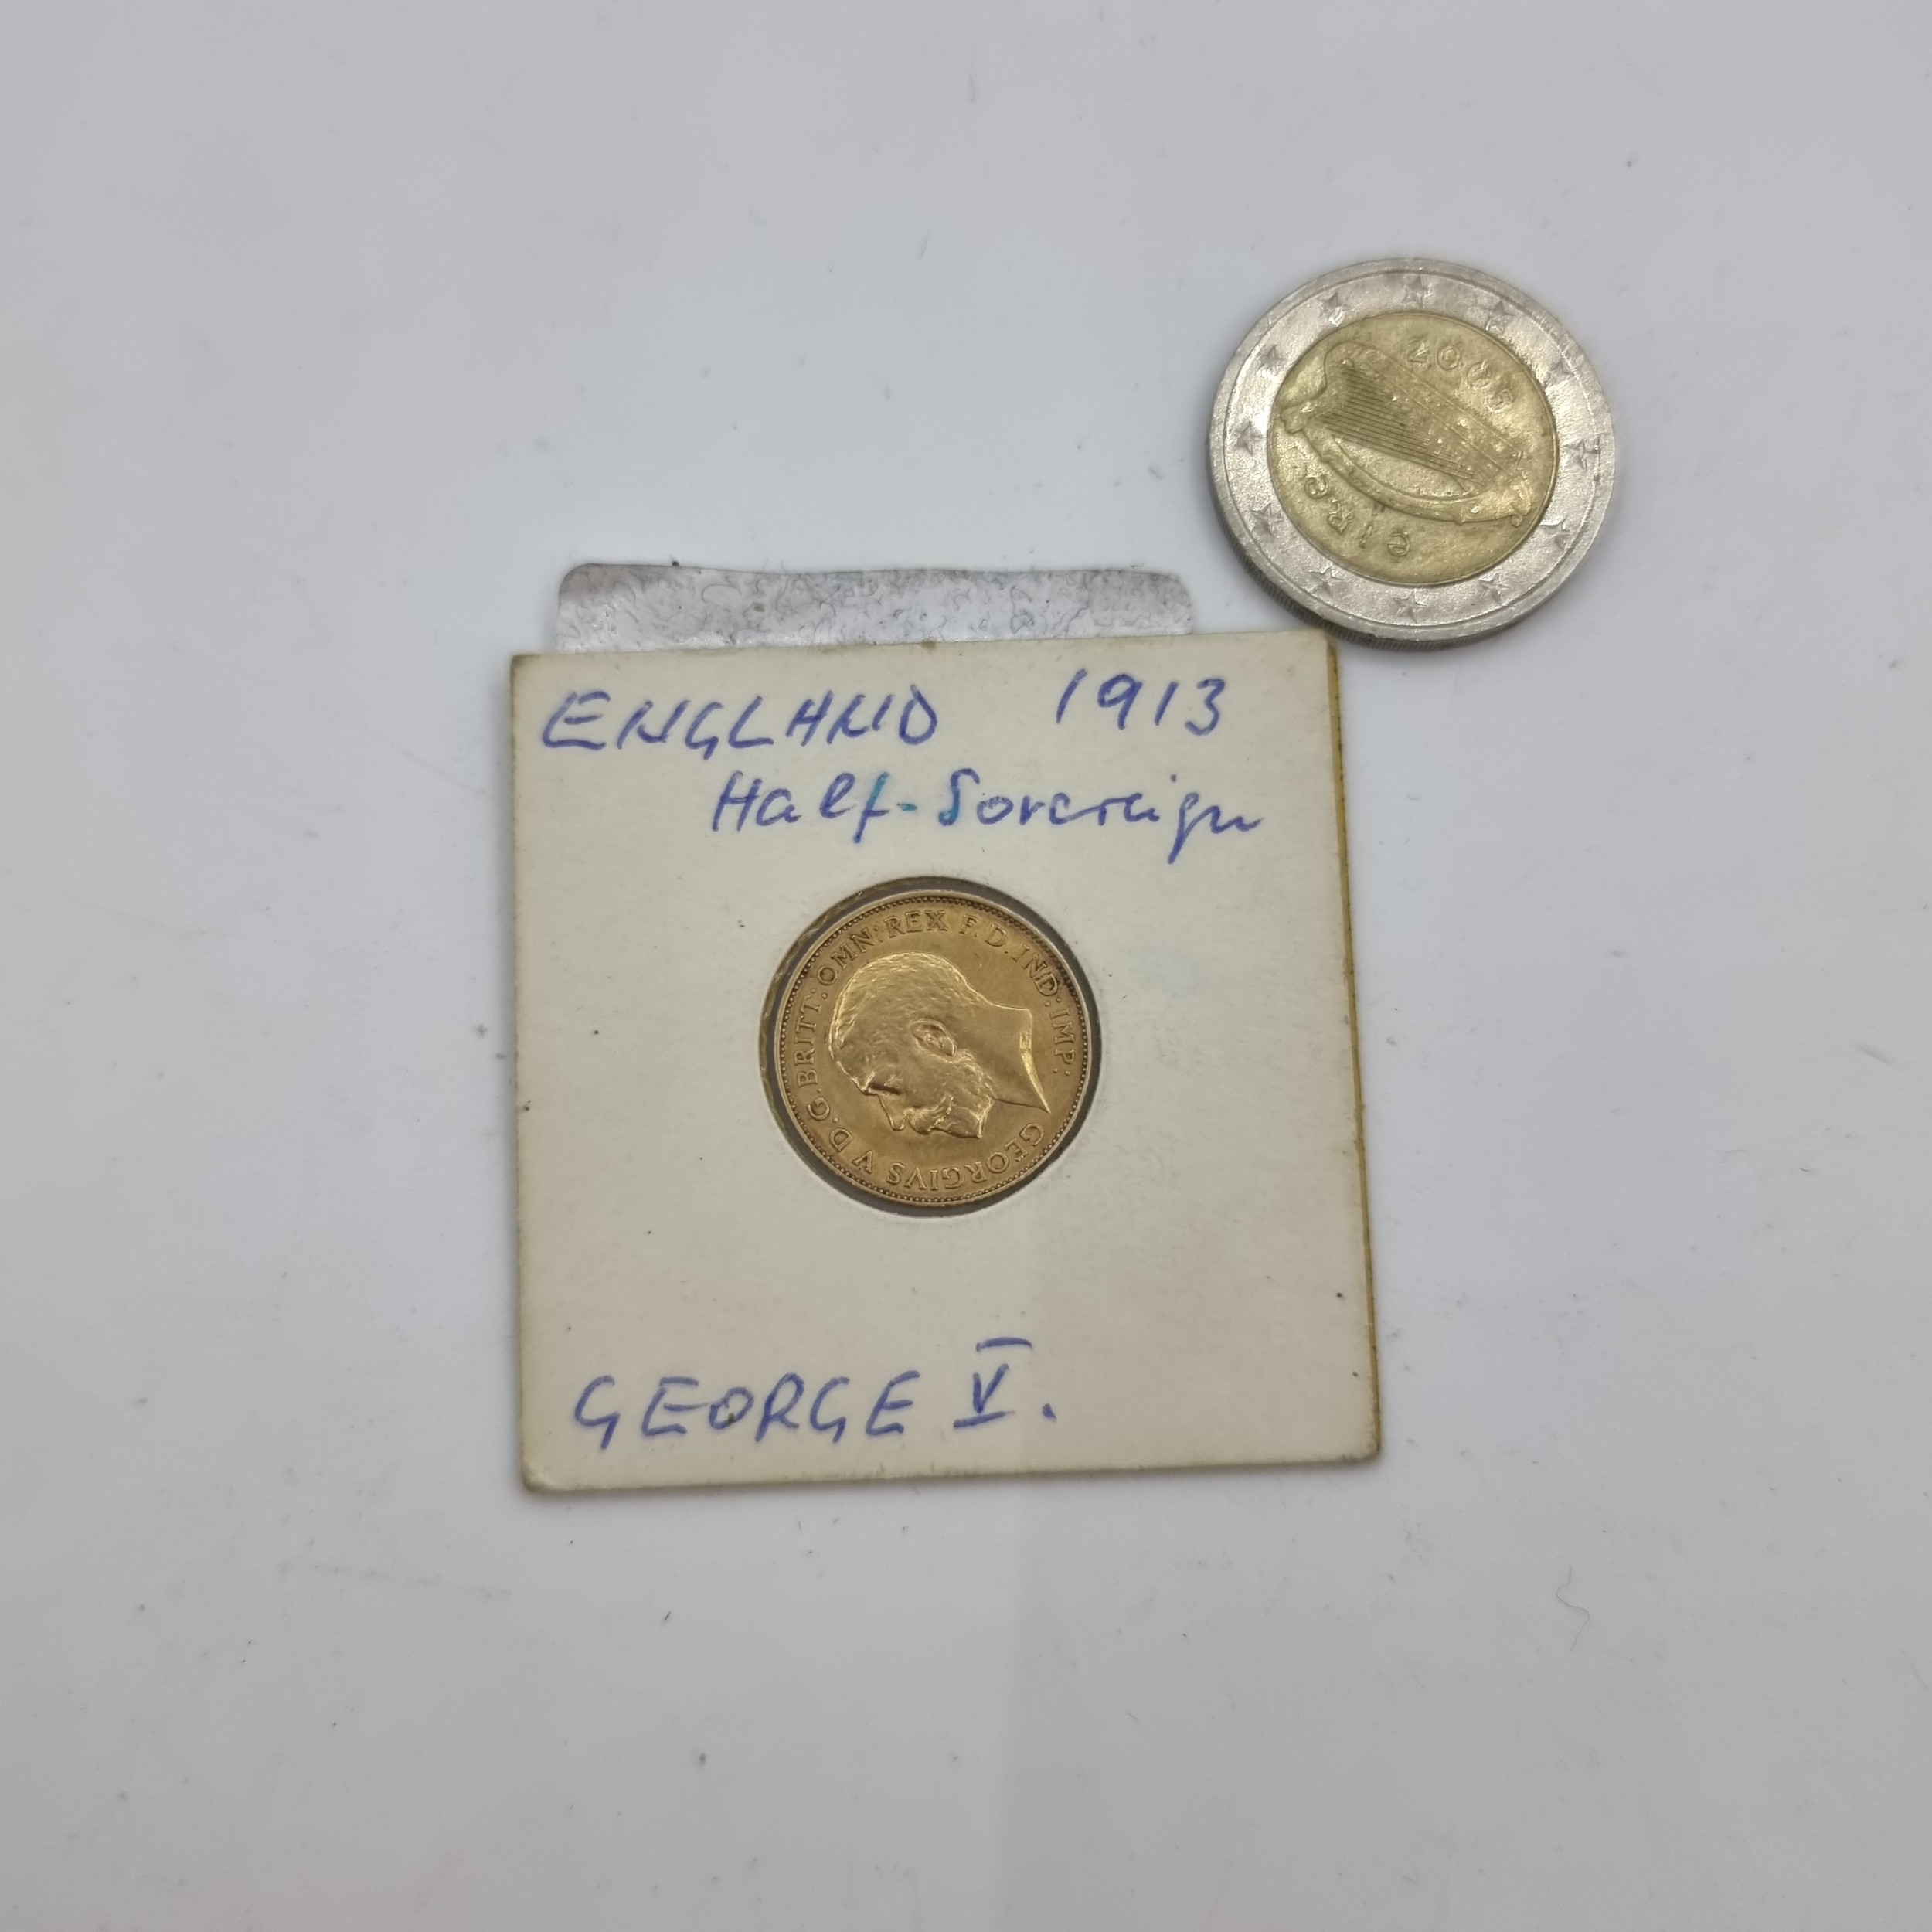 2005
éiRe
ENGLAND 1913
Half-Sovereign
GEORGIVS V D.G.BRITT:OMN:REX F.D.IND:IMP:
GEORGE V.